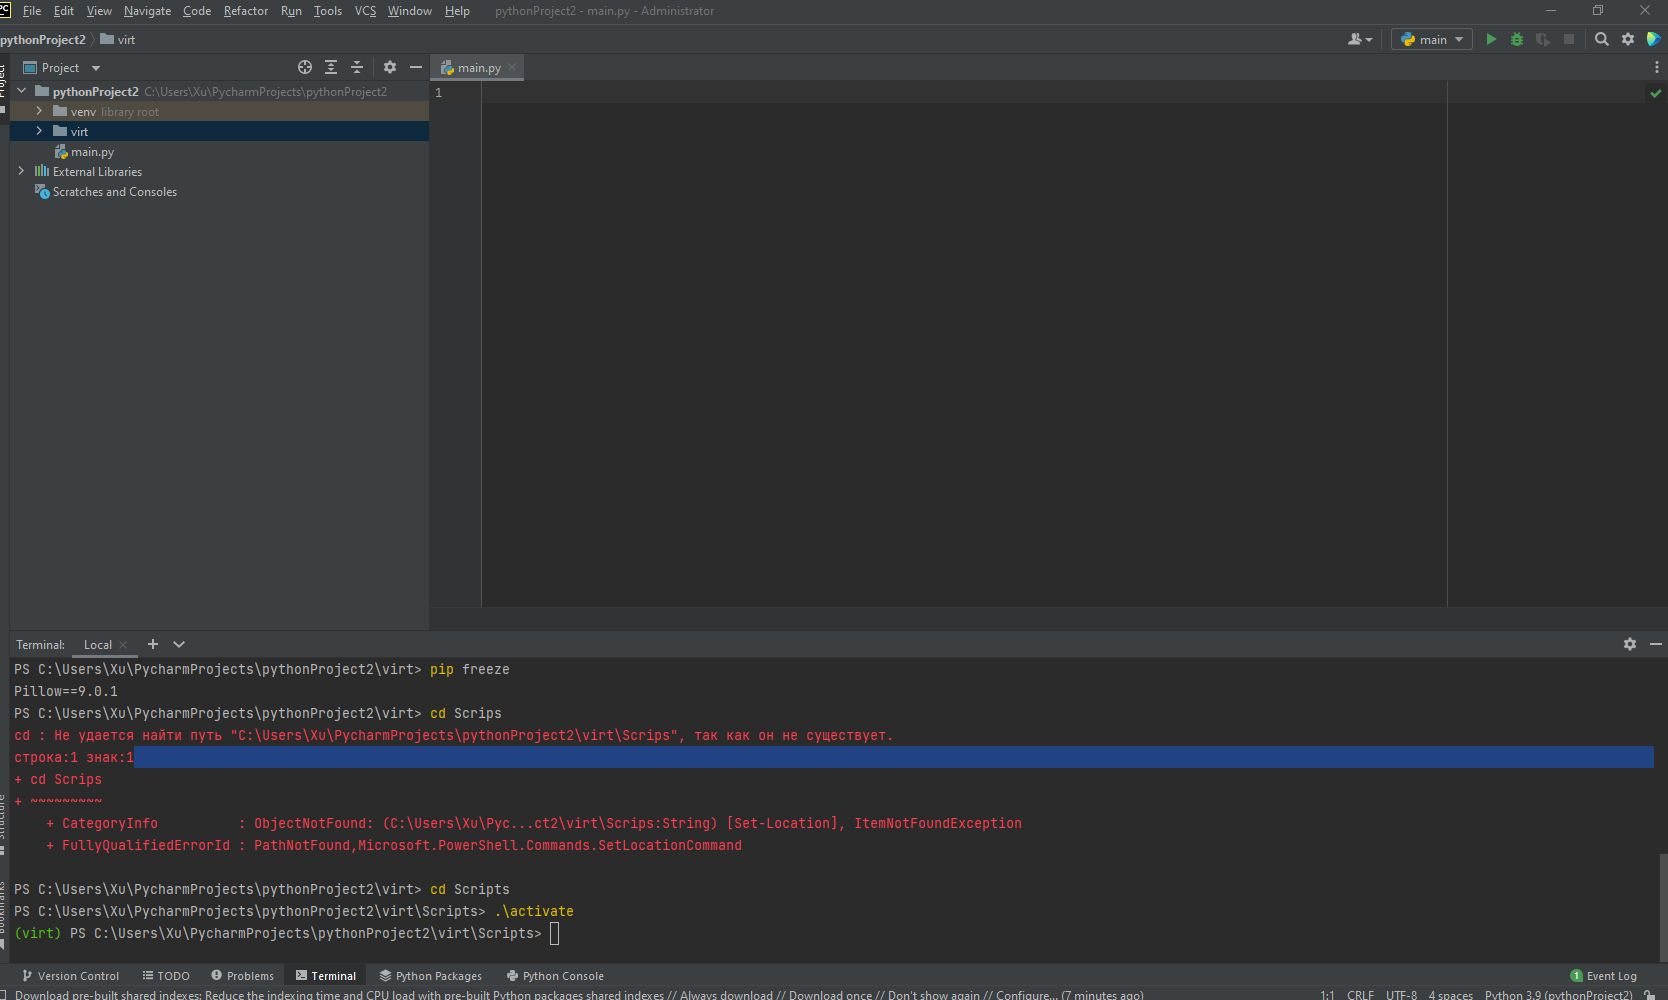 PC File Edit View Navigate Code Refactor Run Tools VCS Window Help pythonProject2 - main.py - Administrator
pythonProject2 virt main
Project main.py
Project
pythonProject2 C:\Users\Xu\PycharmProjects\pythonProject2
1
venv library root
virt
main.py
External Libraries
Scratches and Consoles
Terminal: Local
PS C:\Users\Xu\PycharmProjects\pythonProject2\virt> pip freeze
Pillow==9.0.1
PS C:\Users\Xu\PycharmProjects\pythonProject2\virt> cd Scrips
cd : Не удается найти путь "C:\Users\Xu\PycharmProjects\pythonProject2\virt\Scrips", так как он не существует.
строка:1 знак:1
+ cd Scrips
+ ~~~~~~~~~
+ CategoryInfo : ObjectNotFound: (C:\Users\Xu\Pyc...ct2\virt\Scrips:String) [Set-Location], ItemNotFoundException
+ FullyQualifiedErrorId : PathNotFound,Microsoft.PowerShell.Commands.SetLocationCommand
Structure
Bookmarks
PS C:\Users\Xu\PycharmProjects\pythonProject2\virt> cd Scripts
PS C:\Users\Xu\PycharmProjects\pythonProject2\virt\Scripts> .\activate
(virt) PS C:\Users\Xu\PycharmProjects\pythonProject2\virt\Scripts>
Version Control TODO Problems Terminal Python Packages Python Console 1 Event Log
Download pre-built shared indexes: Reduce the indexing time and CPU load with pre-built Python packages shared indexes // Always download // Download once // Don't show again // Configure... (7 minutes ago) 1:1 CRLF UTF-8 4 spaces Python 3.9 (pythonProject2)